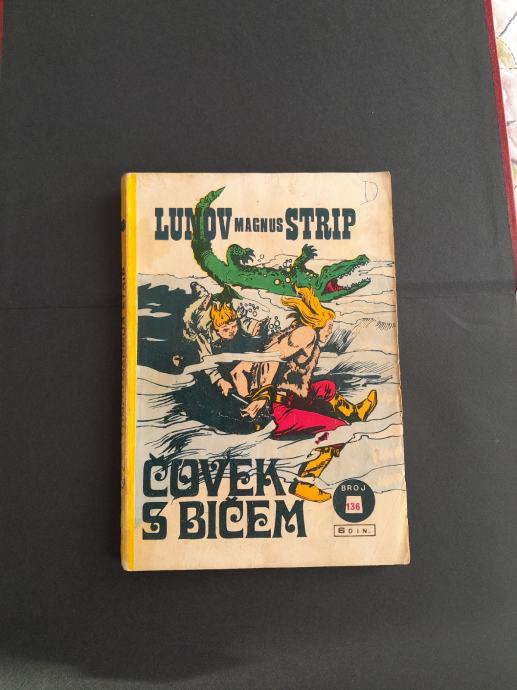 D
LUNOV MAGNUS STRIP
ČOVEK
S BIČEM
BROJ
136
6 DIN.